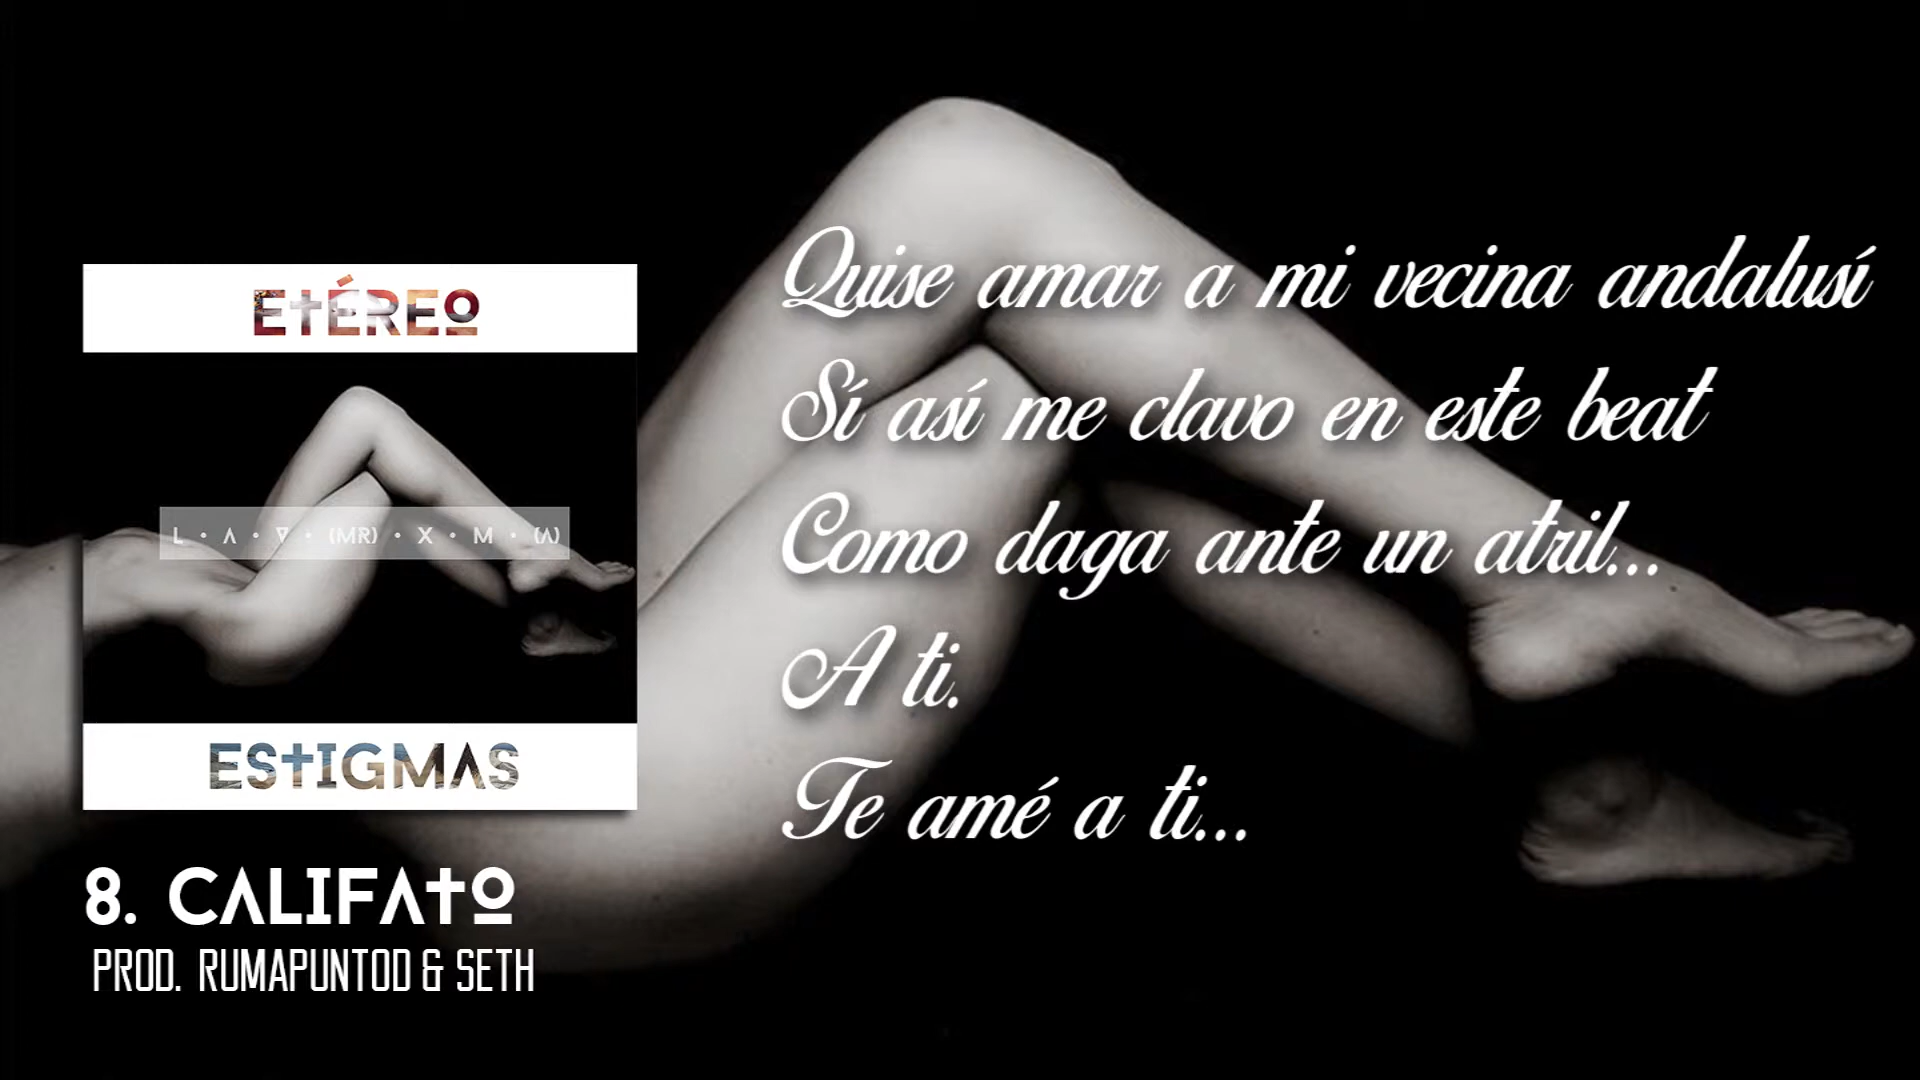 ETÉREO
L • Λ • ∇ • (MR) • X • M • (Λ)
ESTIGMAS
8. CALIFATO
PROD. RUMAPUNTOD & SETH
Quise amar a mi vecina andalusí
Sí así me clavo en este beat
Como daga ante un atril...
A ti.
Te amé a ti...